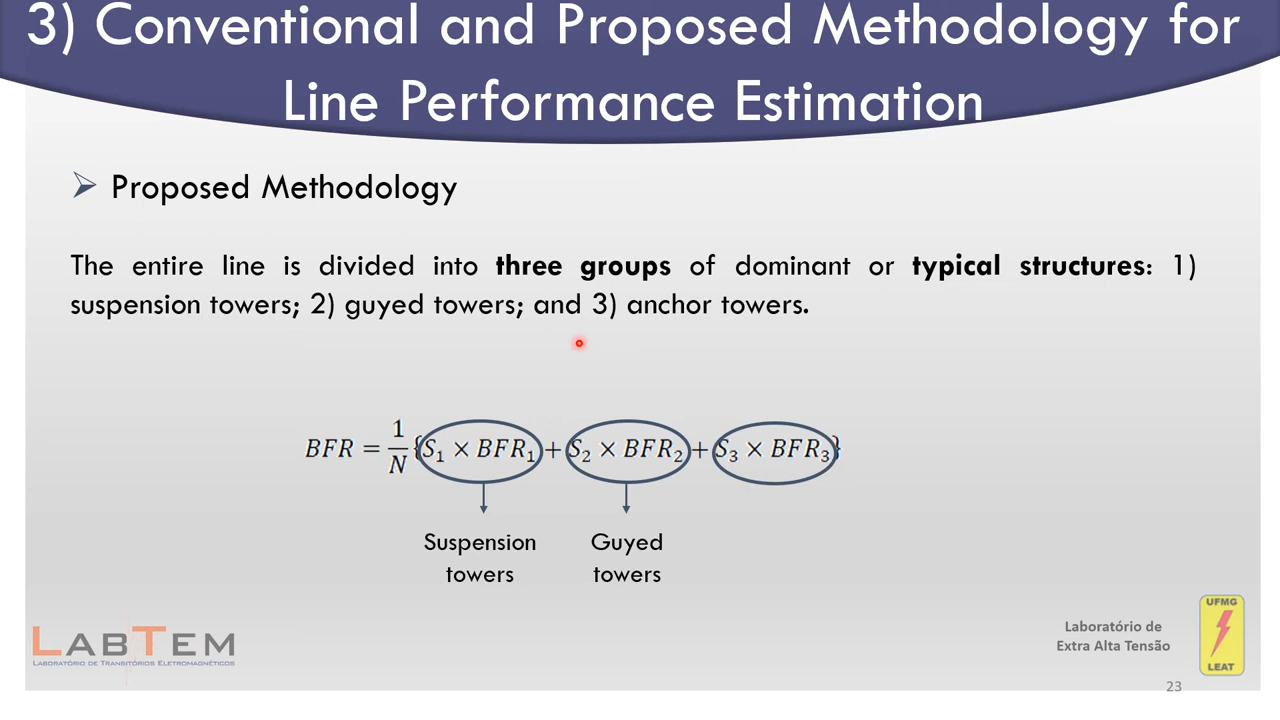 3) Conventional and Proposed Methodology for
Line Performance Estimation
Proposed Methodology
The entire line is divided into three groups of dominant or typical structures: 1)
suspension towers; 2) guyed towers; and 3) anchor towers.
BFR = 1/N {S₁ × BFR₁ + S₂ × BFR₂ + S₃ × BFR₃}
Suspension
towers
Guyed
towers
LABTEM
LABORATÓRIO DE TRANSITÓRIOS ELETROMAGNÉTICOS
Laboratório de
Extra Alta Tensão
UFMG
LEAT
23